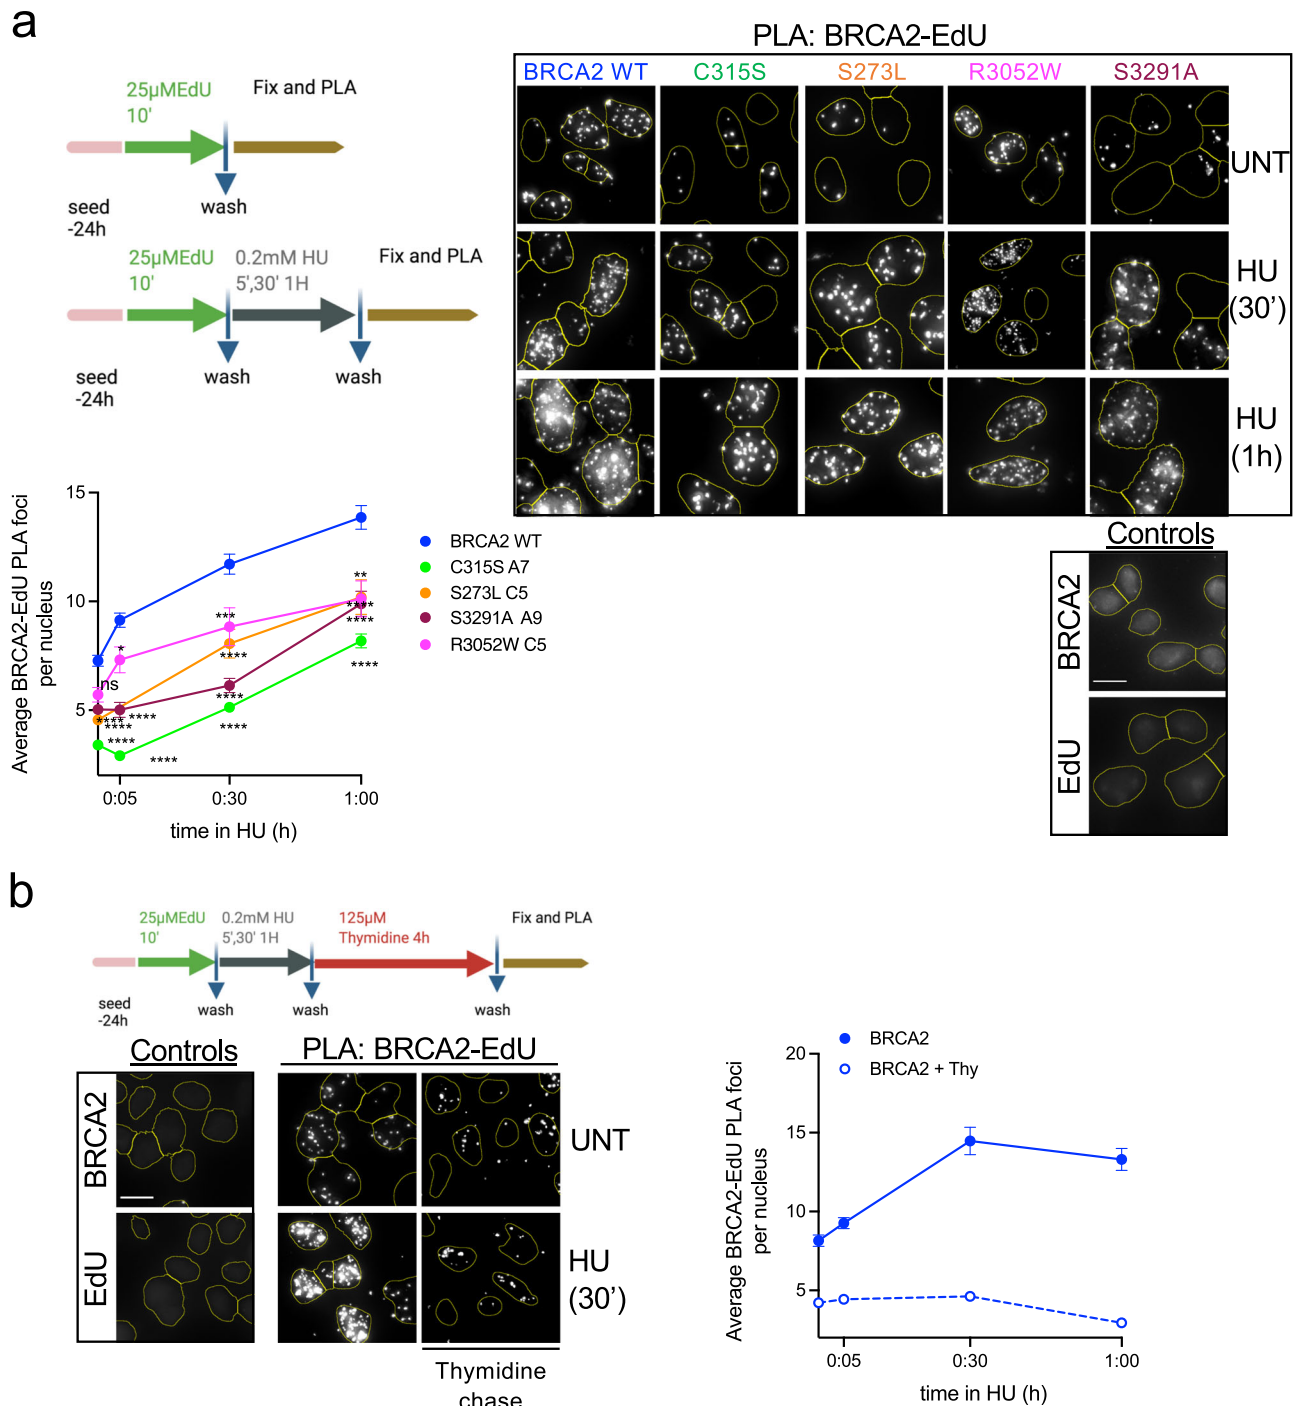 a
25µMEdU
10'
Fix and PLA
seed
-24h
wash
25µMEdU
10'
0.2mM HU
5',30' 1H
Fix and PLA
seed
-24h
wash
wash
PLA: BRCA2-EdU
BRCA2 WT
C315S
S273L
R3052W
S3291A
UNT
HU
(30')
HU
(1h)
Controls
BRCA2
EdU
Average BRCA2-EdU PLA foci
per nucleus
15
10
5
0:05
0:30
1:00
time in HU (h)
ns
*
***
**
****
****
****
****
****
****
****
****
****
****
****
BRCA2 WT
C315S A7
S273L C5
S3291A A9
R3052W C5
b
25µMEdU
10'
0.2mM HU
5',30' 1H
125µM
Thymidine 4h
Fix and PLA
seed
-24h
wash
wash
wash
Controls
BRCA2
EdU
PLA: BRCA2-EdU
UNT
HU
(30')
Thymidine
chase
BRCA2
BRCA2 + Thy
Average BRCA2-EdU PLA foci
per nucleus
20
15
10
5
0:05
0:30
1:00
time in HU (h)